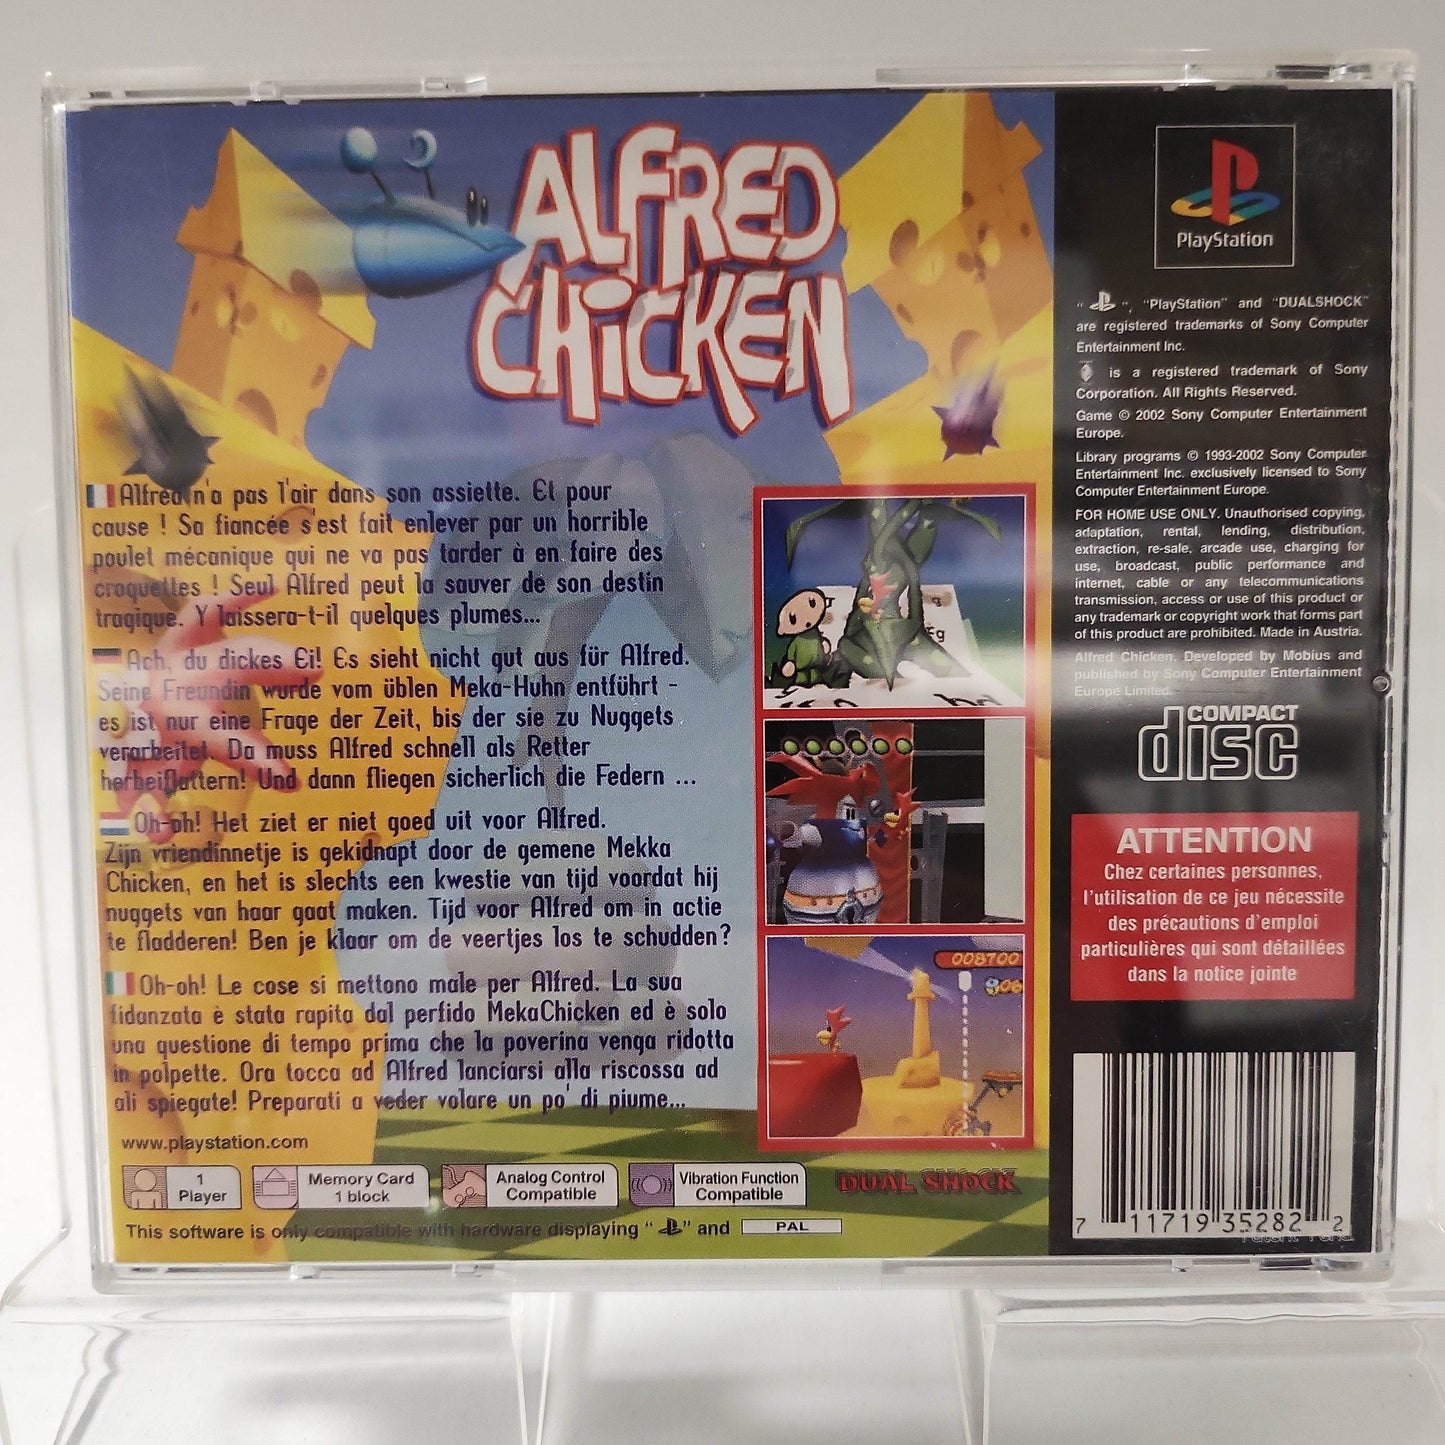 ALFRED
CHICKEN
Alfred n'a pas l'air dans son assiette. Et pour
cause ! Sa fiancée s'est fait enlever par un horrible
poulet mécanique qui ne va pas tarder à en faire des
croquettes ! Seul Alfred peut la sauver de son destin
tragique. Y laissera-t-il quelques plumes...
Ach, du dickes Ei! Es sieht nicht gut aus für Alfred.
Seine Freundin wurde vom üblen Meka-Huhn entführt -
es ist nur eine Frage der Zeit, bis der sie zu Nuggets
verarbeitet. Da muss Alfred schnell als Retter
herbeiflattern! Und dann fliegen sicherlich die Federn ...
Oh-oh! Het ziet er niet goed uit voor Alfred.
Zijn vriendinnetje is gekidnapt door de gemene Mekka
Chicken, en het is slechts een kwestie van tijd voordat hij
nuggets van haar gaat maken. Tijd voor Alfred om in actie
te fladderen! Ben je klaar om de veertjes los te schudden?
Oh-oh! Le cose si mettono male per Alfred. La sua
fidanzata è stata rapita dal perfido MekaChicken ed è solo
una questione di tempo prima che la poverina venga ridotta
in polpette. Ora tocca ad Alfred lanciarsi alla riscossa ad
ali spiegate! Preparati a veder volare un po' di piume...
www.playstation.com
1
Player
Memory Card
1 block
Analog Control
Compatible
Vibration Function
Compatible
DUAL SHOCK
This software is only compatible with hardware displaying " " and PAL
008700
06
PlayStation
" ", "PlayStation" and "DUALSHOCK"
are registered trademarks of Sony Computer
Entertainment Inc.
is a registered trademark of Sony
Corporation. All Rights Reserved.
Game © 2002 Sony Computer Entertainment
Europe.
Library programs © 1993-2002 Sony Computer
Entertainment Inc. exclusively licensed to Sony
Computer Entertainment Europe.
FOR HOME USE ONLY. Unauthorised copying,
adaptation, rental, lending, distribution,
extraction, re-sale, arcade use, charging for
use, broadcast, public performance and
internet, cable or any telecommunications
transmission, access or use of this product or
any trademark or copyright work that forms part
of this product are prohibited. Made in Austria.
Alfred Chicken. Developed by Mobius and
published by Sony Computer Entertainment
Europe Limited.
COMPACT
disc
ATTENTION
Chez certaines personnes,
l'utilisation de ce jeu nécessite
des précautions d'emploi
particulières qui sont détaillées
dans la notice jointe
7 11719 35282 2